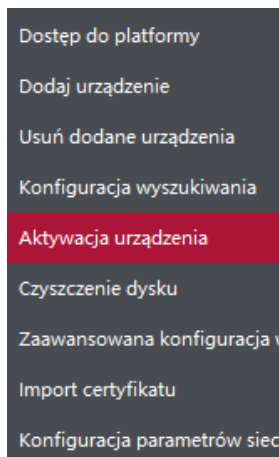 Dostęp do platformy
Dodaj urządzenie
Usuń dodane urządzenia
Konfiguracja wyszukiwania
Aktywacja urządzenia
Czyszczenie dysku
Zaawansowana konfiguracja
Import certyfikatu
Konfiguracja parametrów